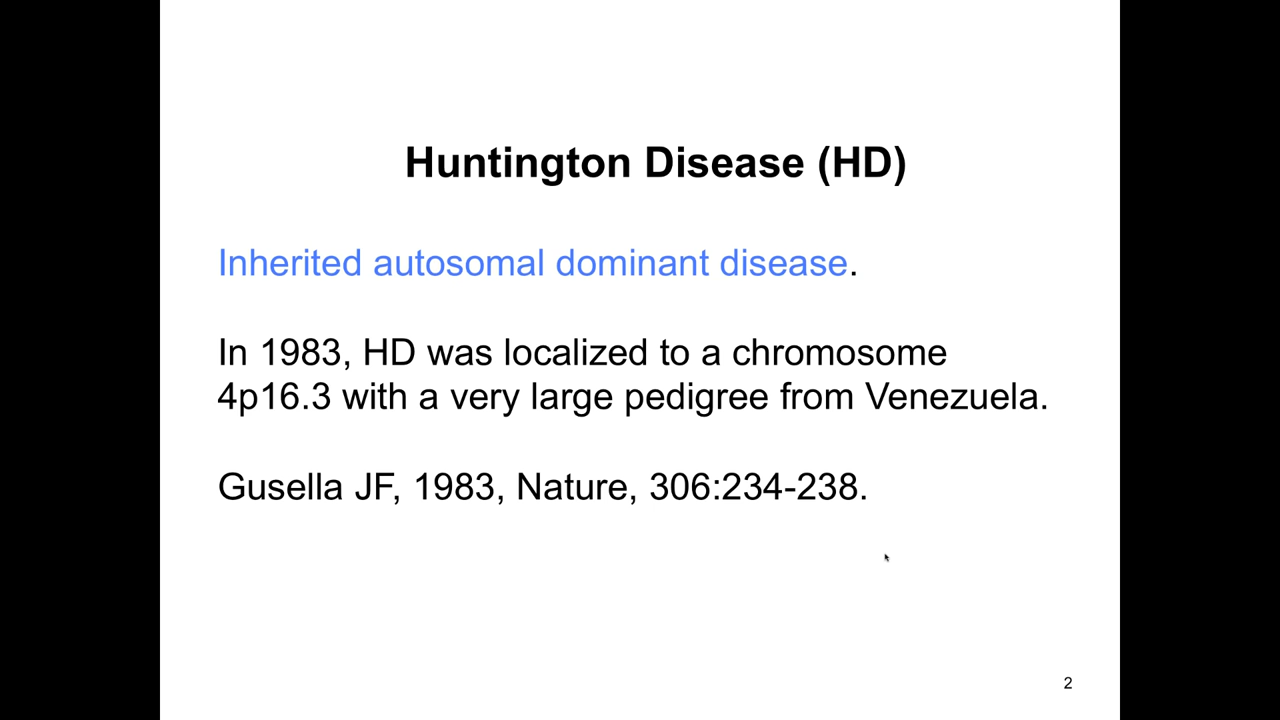 Huntington Disease (HD)
Inherited autosomal dominant disease.
In 1983, HD was localized to a chromosome
4p16.3 with a very large pedigree from Venezuela.
Gusella JF, 1983, Nature, 306:234-238.
2